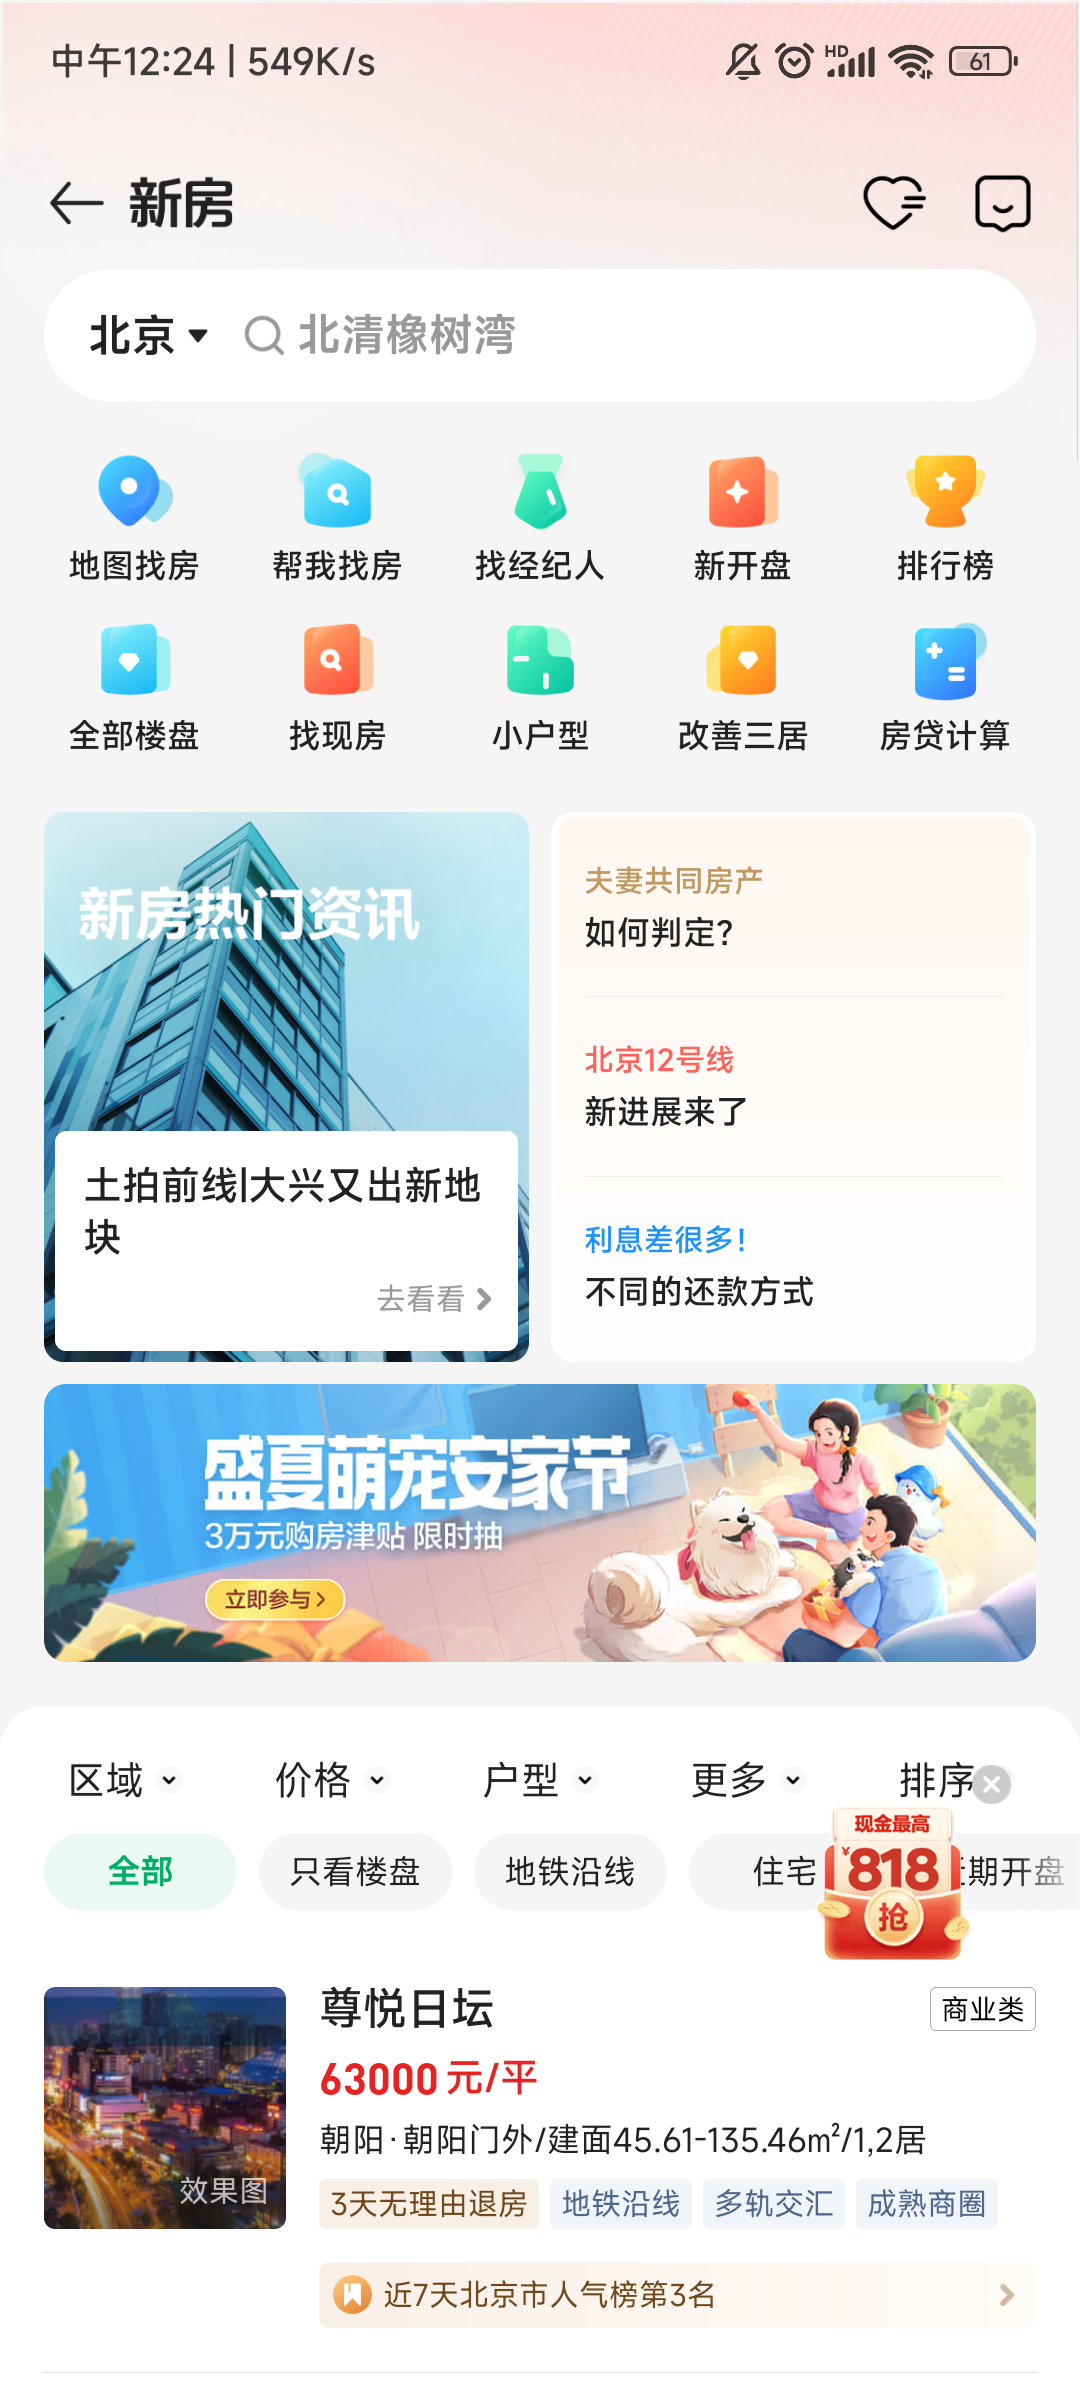 中午12:24 | 549K/s
HD
61
新房
北京
北清橡树湾
地图找房
帮我找房
找经纪人
新开盘
排行榜
全部楼盘
找现房
小户型
改善三居
房贷计算
新房热门资讯
土拍前线|大兴又出新地
块
去看看
夫妻共同房产
如何判定?
北京12号线
新进展来了
利息差很多!
不同的还款方式
盛夏萌宠安家节
3万元购房津贴 限时抽
立即参与
区域
价格
户型
更多
排序
现金最高
¥818
抢
全部
只看楼盘
地铁沿线
住宅
期开盘
效果图
尊悦日坛
商业类
63000元/平
朝阳·朝阳门外/建面45.61-135.46㎡/1,2居
3天无理由退房
地铁沿线
多轨交汇
成熟商圈
近7天北京市人气榜第3名